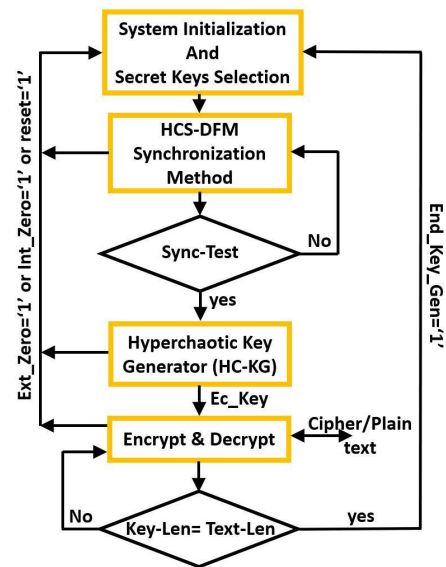 System Initialization
And
Secret Keys Selection
HCS-DFM
Synchronization
Method
Sync-Test
No
yes
Hyperchaotic Key
Generator (HC-KG)
Ec_Key
Encrypt & Decrypt
Cipher/Plain
text
No
Key-Len= Text-Len
yes
Ext_Zero=‘1’ or Int_Zero=‘1’ or reset=‘1’
End_Key_Gen=‘1’